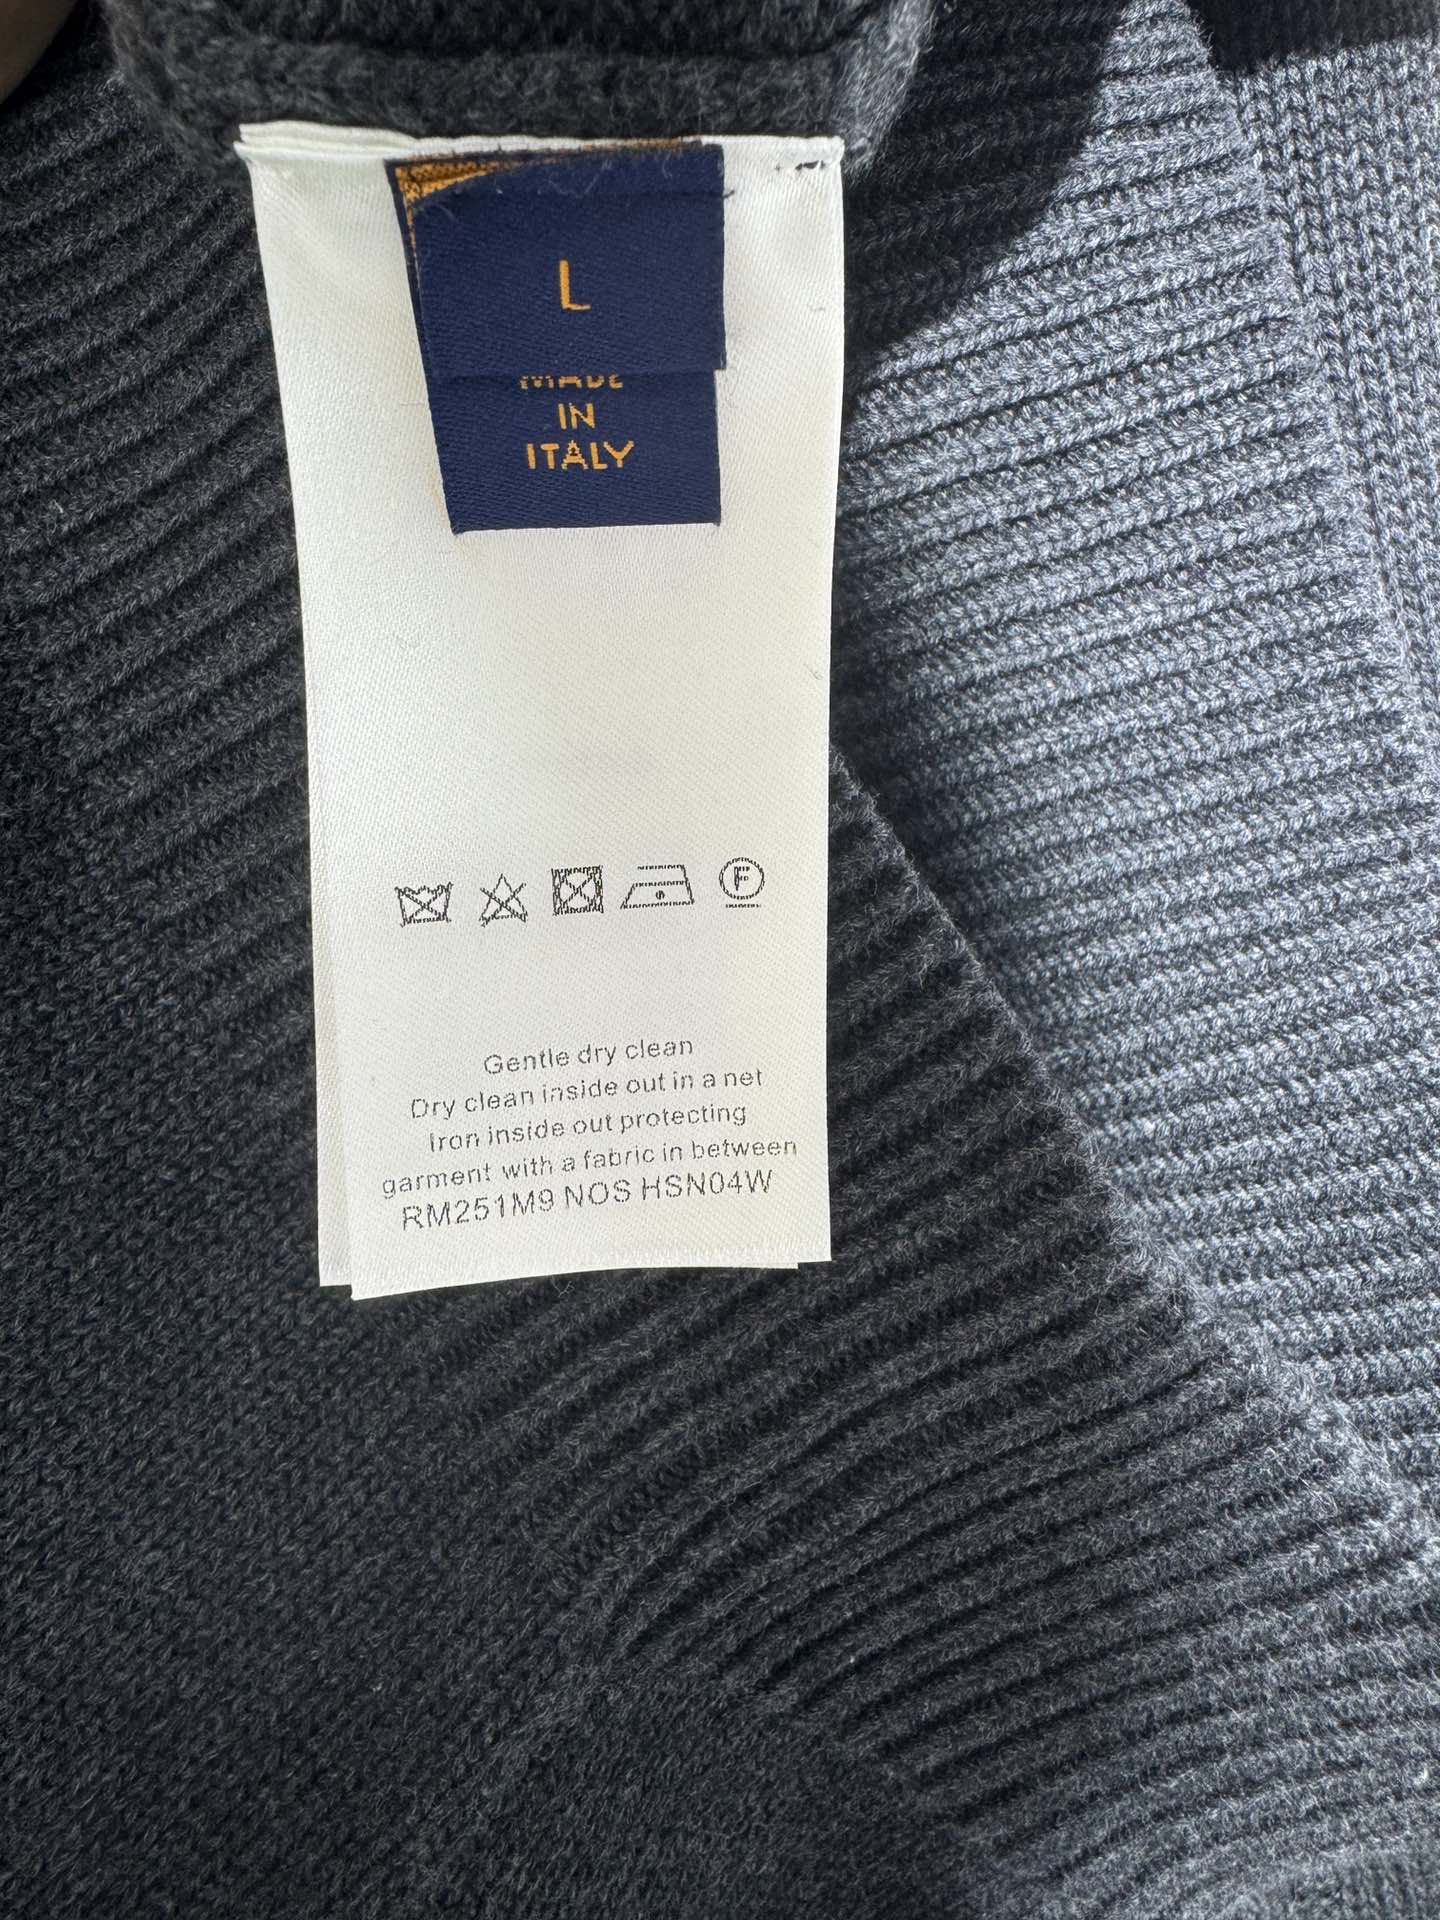 L
MADE
IN
ITALY
Gentle dry clean
Dry clean inside out in a net
Iron inside out protecting
garment with a fabric in between
RM251M9 NOS HSN04W